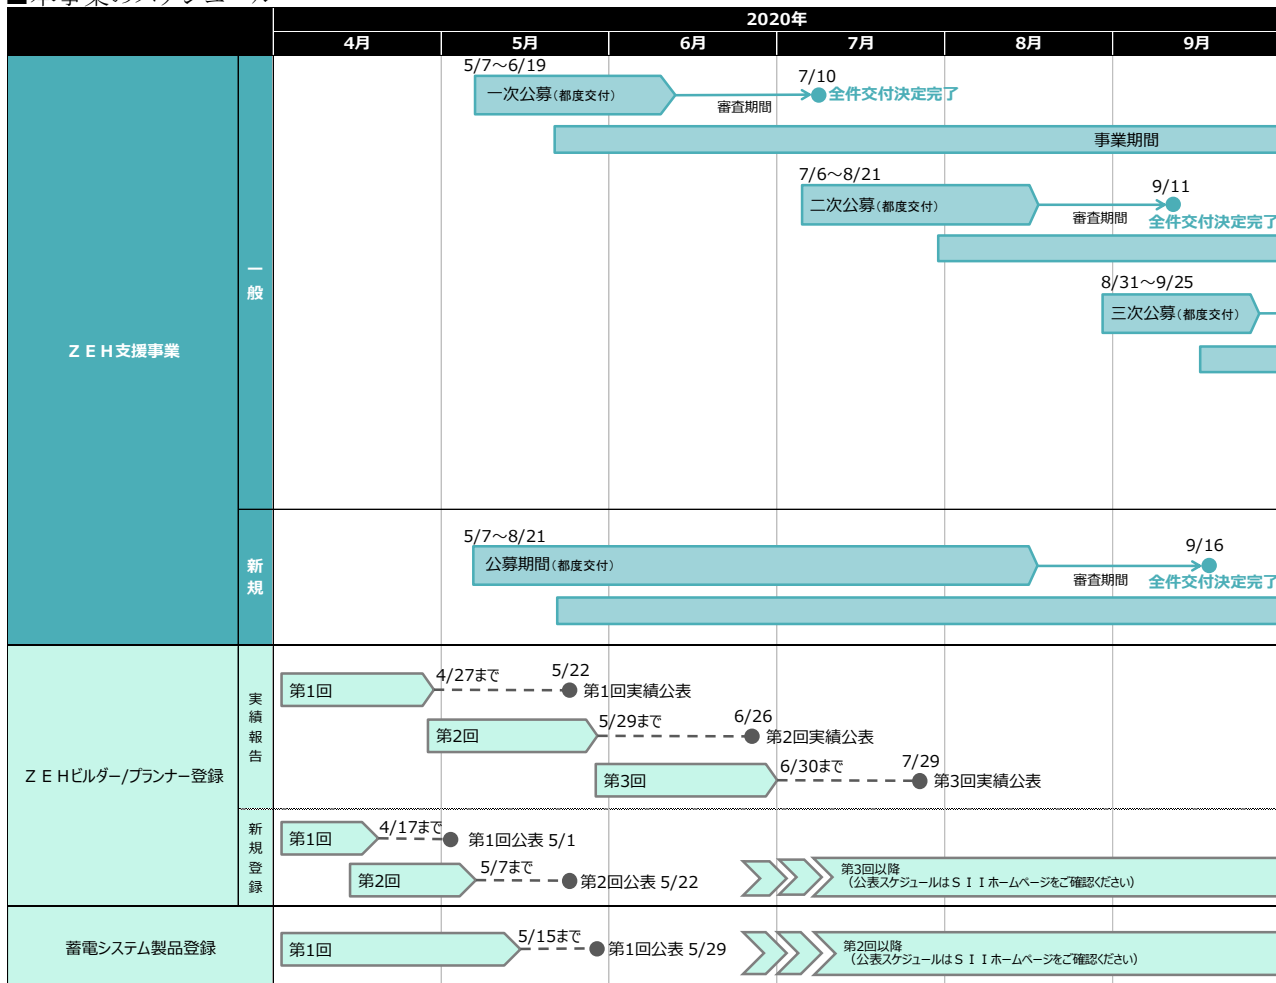 ■本事業のスケジュール
2020年
4月 5月 6月 7月 8月 9月
ＺＥＨ支援事業
一般
5/7～6/19
一次公募(都度交付)
審査期間
7/10
全件交付決定完了
事業期間
7/6～8/21
二次公募(都度交付)
審査期間
9/11
全件交付決定完了
8/31～9/25
三次公募(都度交付)
新規
5/7～8/21
公募期間(都度交付)
審査期間
9/16
全件交付決定完了
ＺＥＨビルダー/プランナー登録
実績報告
第1回
4/27まで
5/22
第1回実績公表
第2回
5/29まで
6/26
第2回実績公表
第3回
6/30まで
7/29
第3回実績公表
新規登録
第1回
4/17まで
第1回公表 5/1
第2回
5/7まで
第2回公表 5/22
第3回以降
（公表スケジュールはＳＩＩホームページをご確認ください）
蓄電システム製品登録
第1回
5/15まで
第1回公表 5/29
第2回以降
（公表スケジュールはＳＩＩホームページをご確認ください）